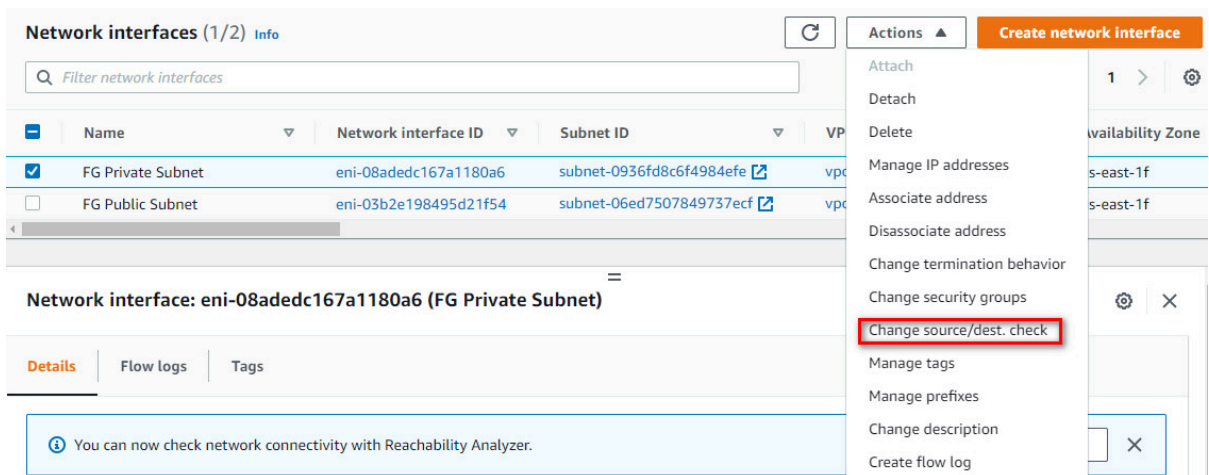 Network interfaces (1/2) Info
Actions ▲
Create network interface
Filter network interfaces
1
Name
Network interface ID
Subnet ID
VP
Availability Zone
FG Private Subnet
eni-08adedc167a1180a6
subnet-0936fd8c6f4984efe
vpc
s-east-1f
FG Public Subnet
eni-03b2e198495d21f54
subnet-06ed7507849737ecf
vpc
s-east-1f
Attach
Detach
Delete
Manage IP addresses
Associate address
Disassociate address
Change termination behavior
Change security groups
Change source/dest. check
Manage tags
Manage prefixes
Change description
Create flow log
Network interface: eni-08adedc167a1180a6 (FG Private Subnet)
Details
Flow logs
Tags
You can now check network connectivity with Reachability Analyzer.